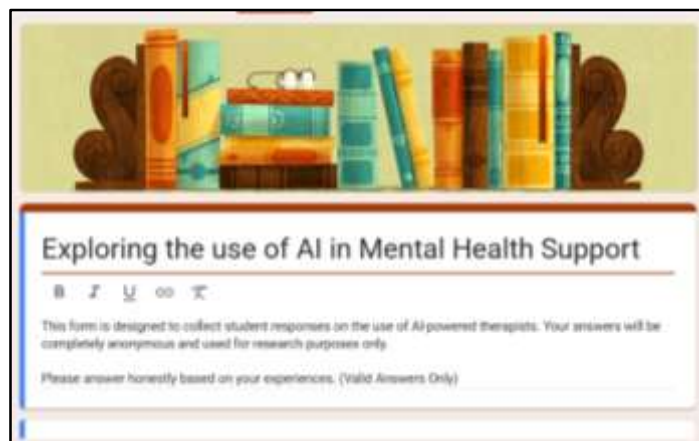 Exploring the use of AI in Mental Health Support
B I U
This form is designed to collect student responses on the use of AI-powered therapists. Your answers will be
completely anonymous and used for research purposes only.
Please answer honestly based on your experiences. (Valid Answers Only)